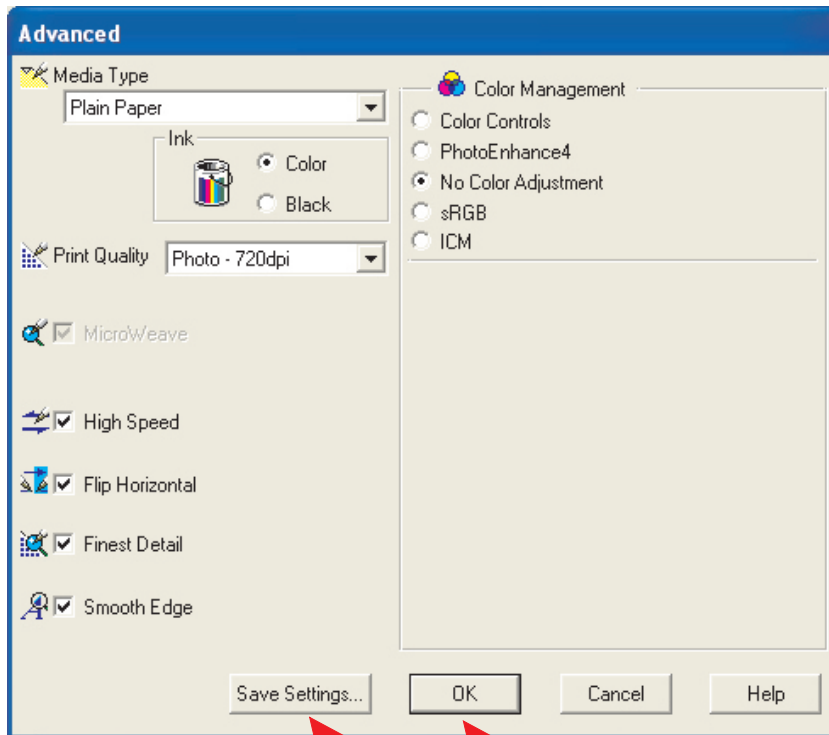 Advanced
Media Type
Plain Paper
Ink
Color
Black
Print Quality
Photo - 720dpi
MicroWeave
High Speed
Flip Horizontal
Finest Detail
Smooth Edge
Color Management
Color Controls
PhotoEnhance4
No Color Adjustment
sRGB
ICM
Save Settings...
OK
Cancel
Help